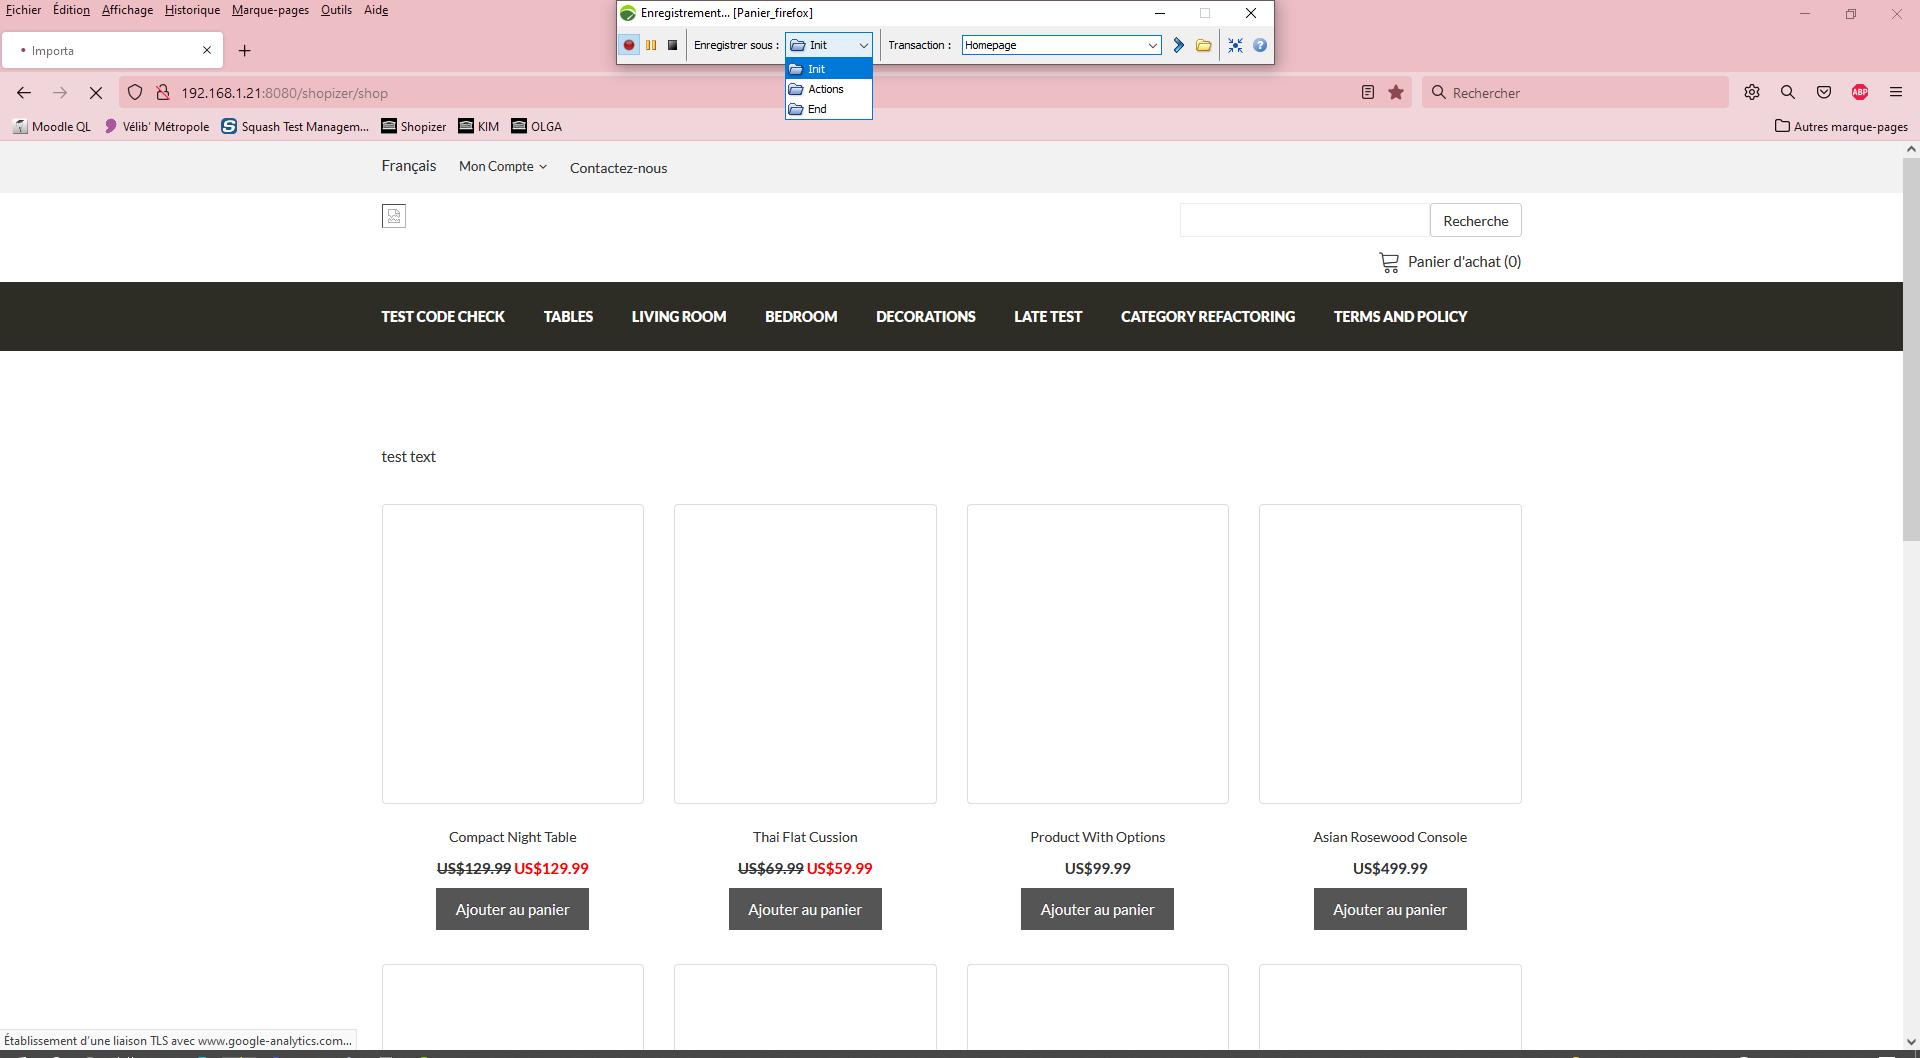 Fichier Édition Affichage Historique Marque-pages Outils Aide
Enregistrement... [Panier_firefox]
Importa
Enregistrer sous : Init Transaction : Homepage
Init
Actions
End
192.168.1.21:8080/shopizer/shop
Rechercher
ABP
Moodle QL Vélib' Métropole Squash Test Managem... Shopizer KIM OLGA Autres marque-pages
Français Mon Compte Contactez-nous
Recherche
Panier d'achat (0)
TEST CODE CHECK TABLES LIVING ROOM BEDROOM DECORATIONS LATE TEST CATEGORY REFACTORING TERMS AND POLICY
test text
Compact Night Table Thai Flat Cussion Product With Options Asian Rosewood Console
US$129.99 US$129.99 US$69.99 US$59.99 US$99.99 US$499.99
Ajouter au panier Ajouter au panier Ajouter au panier Ajouter au panier
Établissement d'une liaison TLS avec www.google-analytics.com...